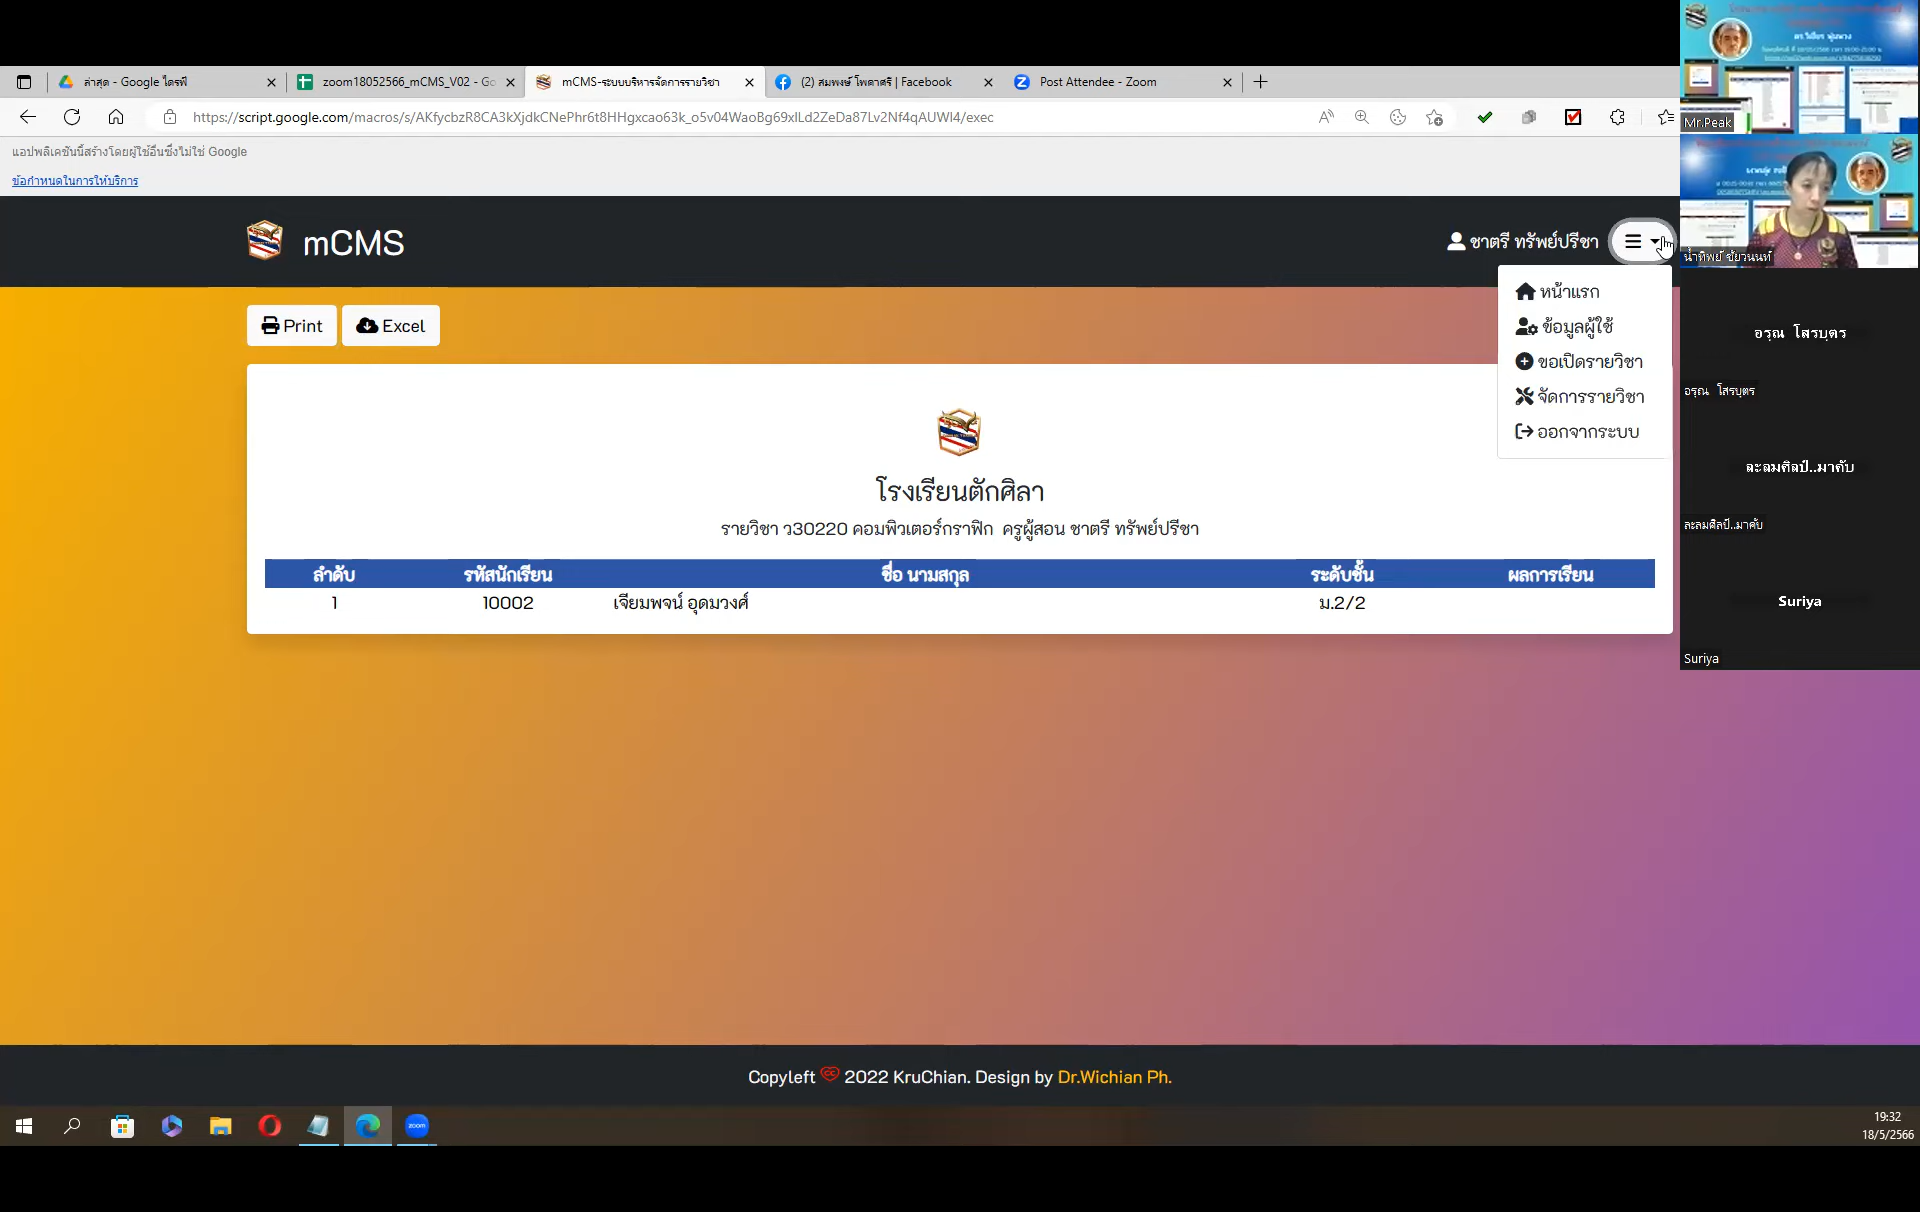 ล่าสุด - Google ไดรฟ์
zoom18052566_mCMS_V02 - Go
mCMS-ระบบบริหารจัดการรายวิชา
(2) สมพงษ์ โพดาศรี | Facebook
Post Attendee - Zoom
https://script.google.com/macros/s/AKfycbzR8CA3kXjdkCNePhr6t8HHgxcao63k_o5v04WaoBg69xlLd2ZeDa87Lv2Nf4qAUWI4/exec
แอปพลิเคชันนี้สร้างโดยผู้ใช้อื่นซึ่งไม่ใช่ Google
ข้อกำหนดในการให้บริการ
mCMS
ชาตรี ทรัพย์ปรีชา
หน้าแรก
ข้อมูลผู้ใช้
ขอเปิดรายวิชา
จัดการรายวิชา
ออกจากระบบ
Print
Excel
โรงเรียนตักศิลา
รายวิชา ว30220 คอมพิวเตอร์กราฟิก ครูผู้สอน ชาตรี ทรัพย์ปรีชา
ลำดับ รหัสนักเรียน ชื่อ นามสกุล ระดับชั้น ผลการเรียน
1 10002 เจียมพจน์ อุดมวงศ์ ม.2/2
Mr.Peak
น้ำทิพย์ ชัยวนนท์
อรุณ โสรบุตร
อรุณ โสรบุตร
ละลมศิลป์..มาคับ
ละลมศิลป์..มาคับ
Suriya
Suriya
Copyleft 2022 KruChian. Design by Dr.Wichian Ph.
zoom
19:32
18/5/2566